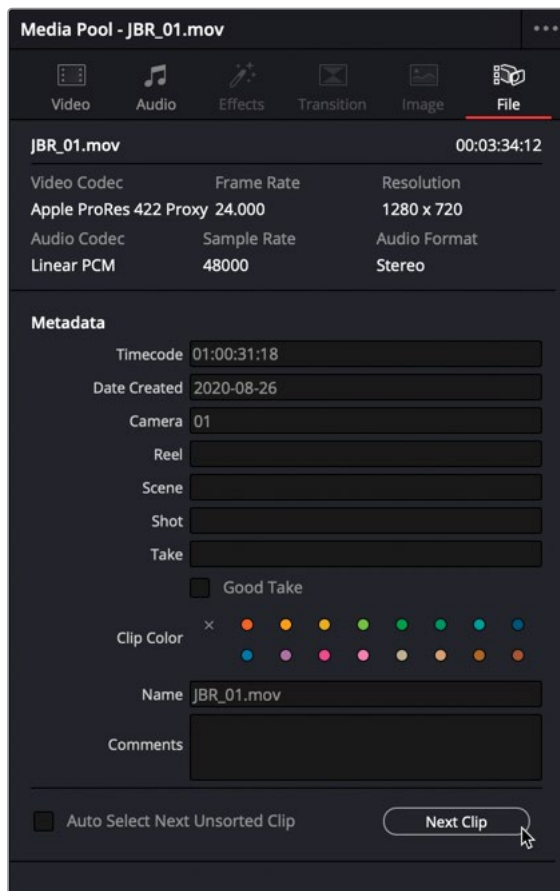 Media Pool - JBR_01.mov
Video Audio Effects Transition Image File
JBR_01.mov 00:03:34:12
Video Codec Frame Rate Resolution
Apple ProRes 422 Proxy 24.000 1280 x 720
Audio Codec Sample Rate Audio Format
Linear PCM 48000 Stereo
Metadata
Timecode 01:00:31:18
Date Created 2020-08-26
Camera 01
Reel
Scene
Shot
Take
Good Take
Clip Color
Name JBR_01.mov
Comments
Auto Select Next Unsorted Clip Next Clip